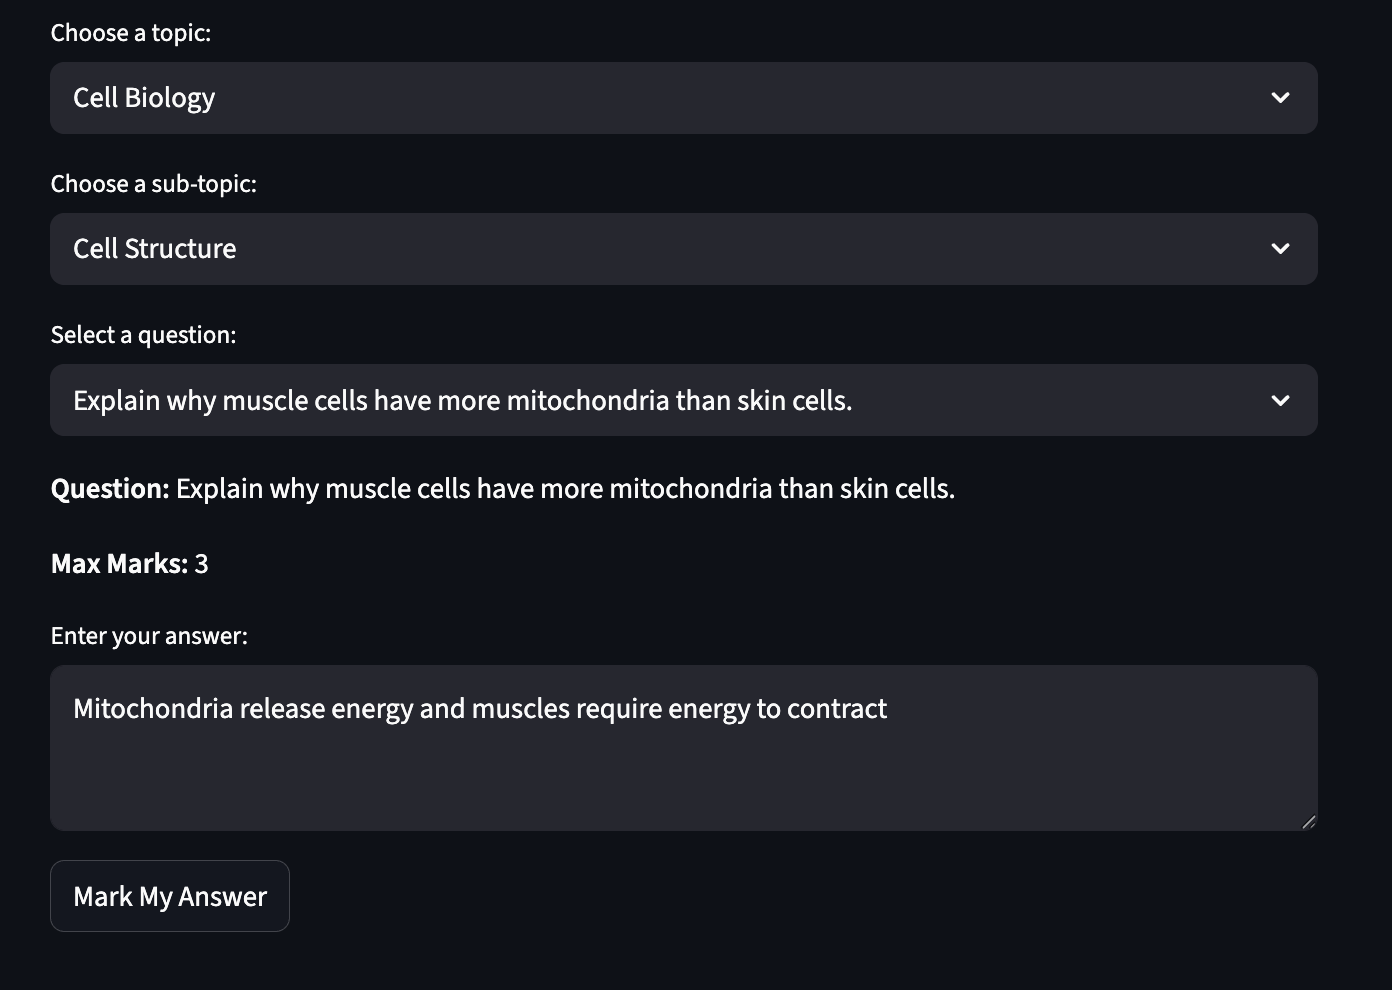 Choose a topic:
Cell Biology
Choose a sub-topic:
Cell Structure
Select a question:
Explain why muscle cells have more mitochondria than skin cells.
Question: Explain why muscle cells have more mitochondria than skin cells.
Max Marks: 3
Enter your answer:
Mitochondria release energy and muscles require energy to contract
Mark My Answer